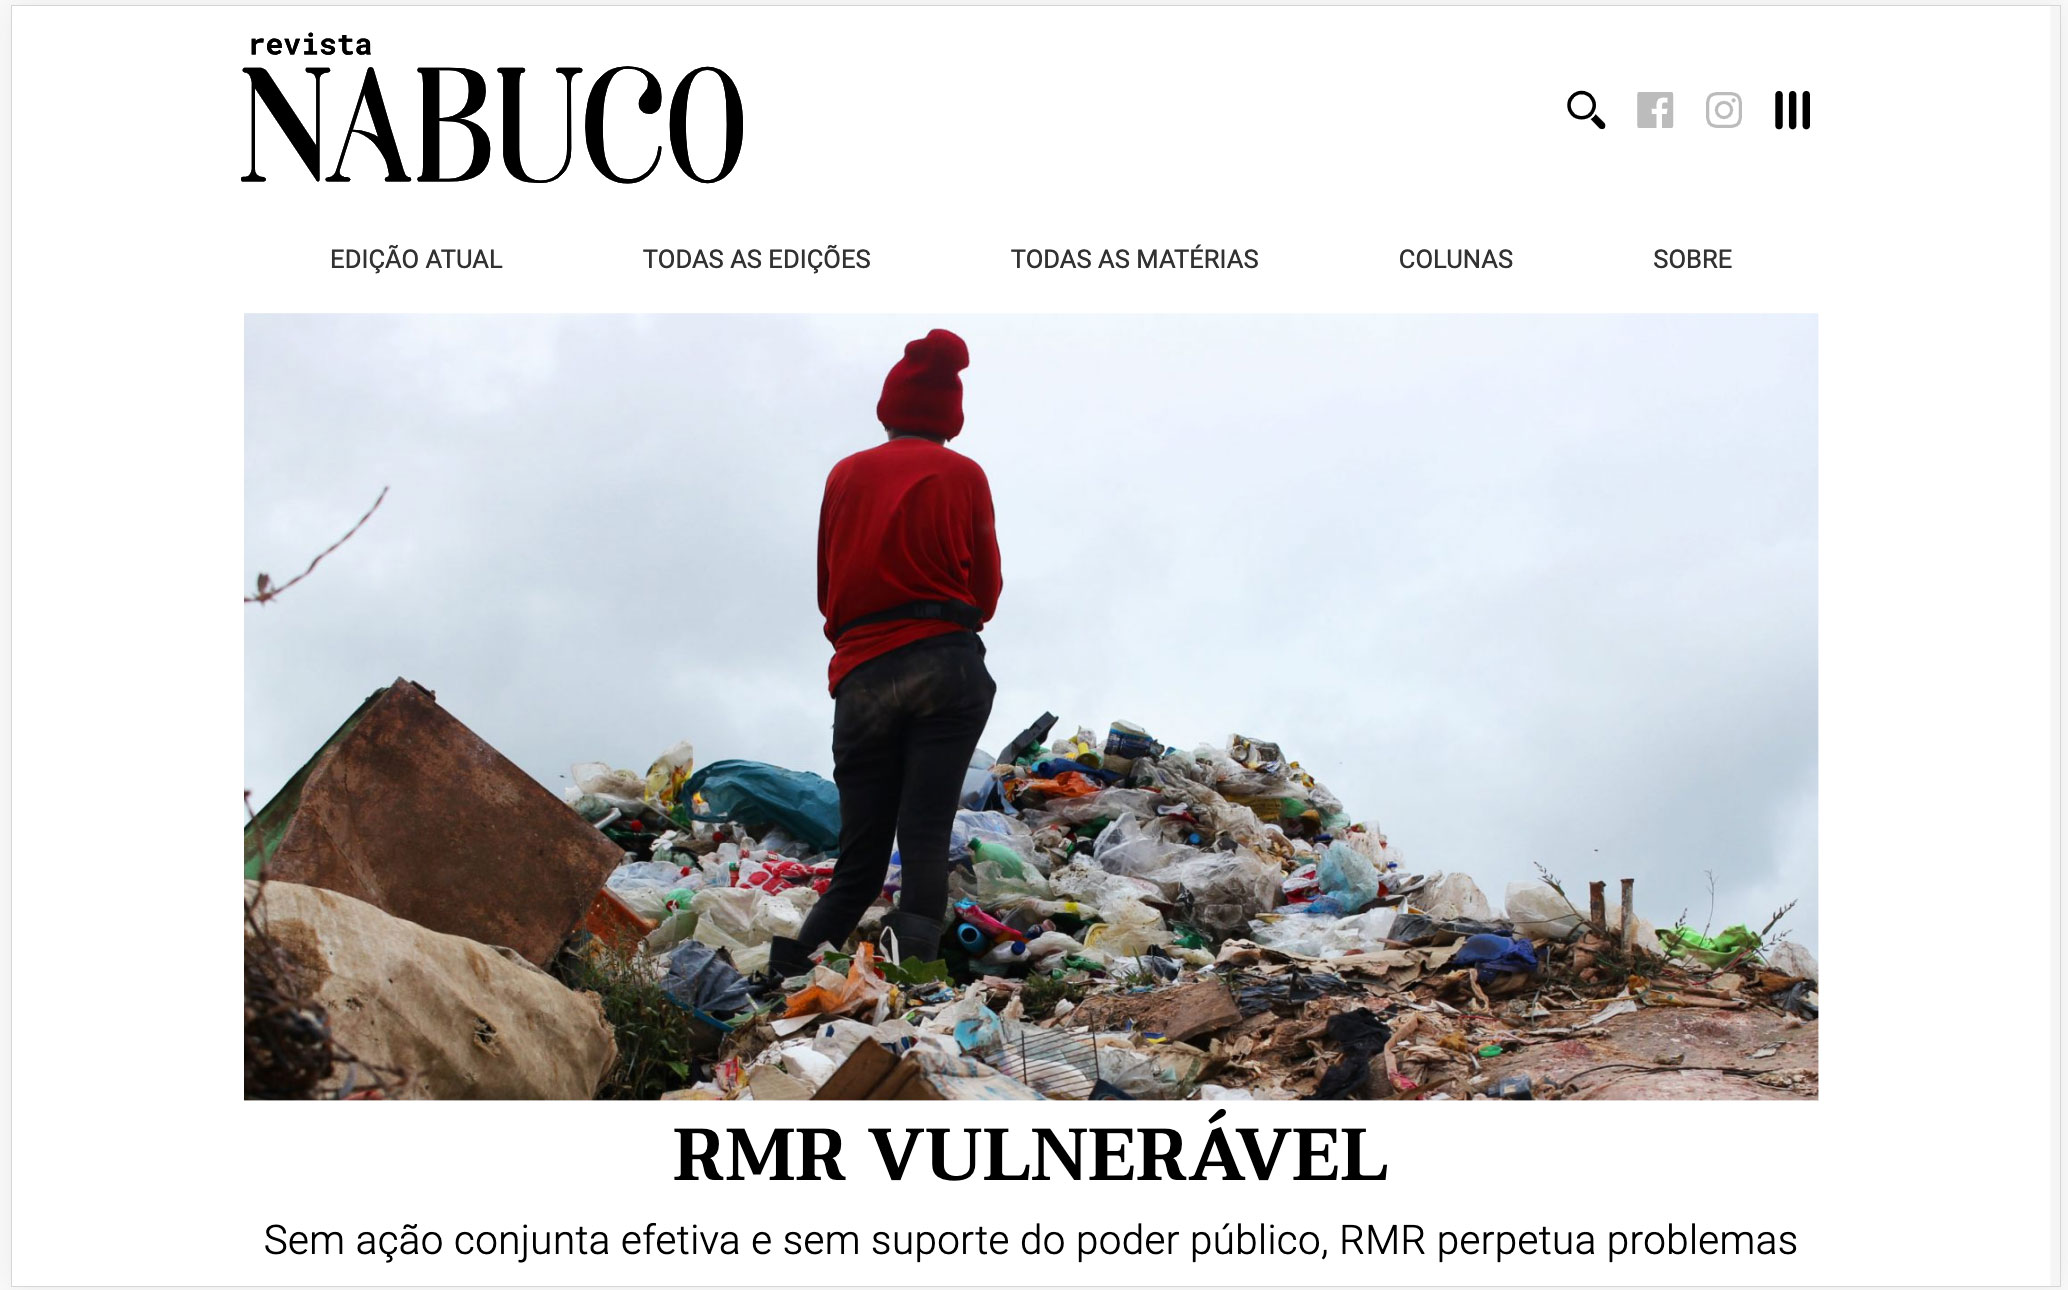 revista
NABUCO
EDIÇÃO ATUAL TODAS AS EDIÇÕES TODAS AS MATÉRIAS COLUNAS SOBRE
RMR VULNERÁVEL
Sem ação conjunta efetiva e sem suporte do poder público, RMR perpetua problemas